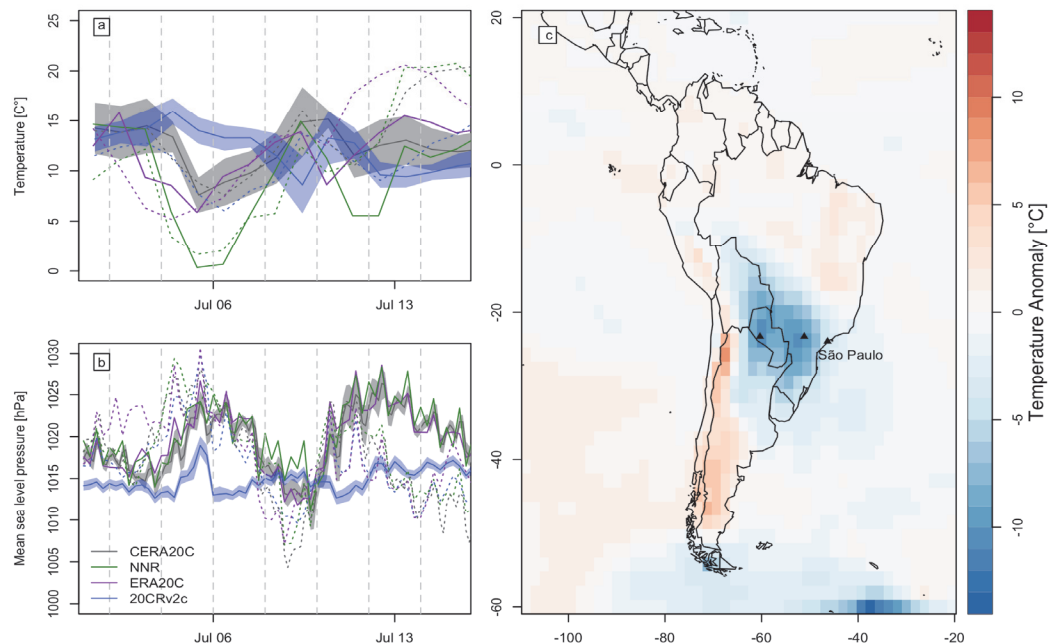 a
Temperature [C°]
25
20
15
10
5
0
Jul 06
Jul 13
b
Mean sea level pressure [hPa]
1030
1025
1020
1015
1010
1005
1000
CERA20C
NNR
ERA20C
20CRv2c
Jul 06
Jul 13
c
20
0
-20
-40
-60
São Paulo
-100
-80
-60
-40
-20
10
5
0
-5
-10
Temperature Anomaly [°C]